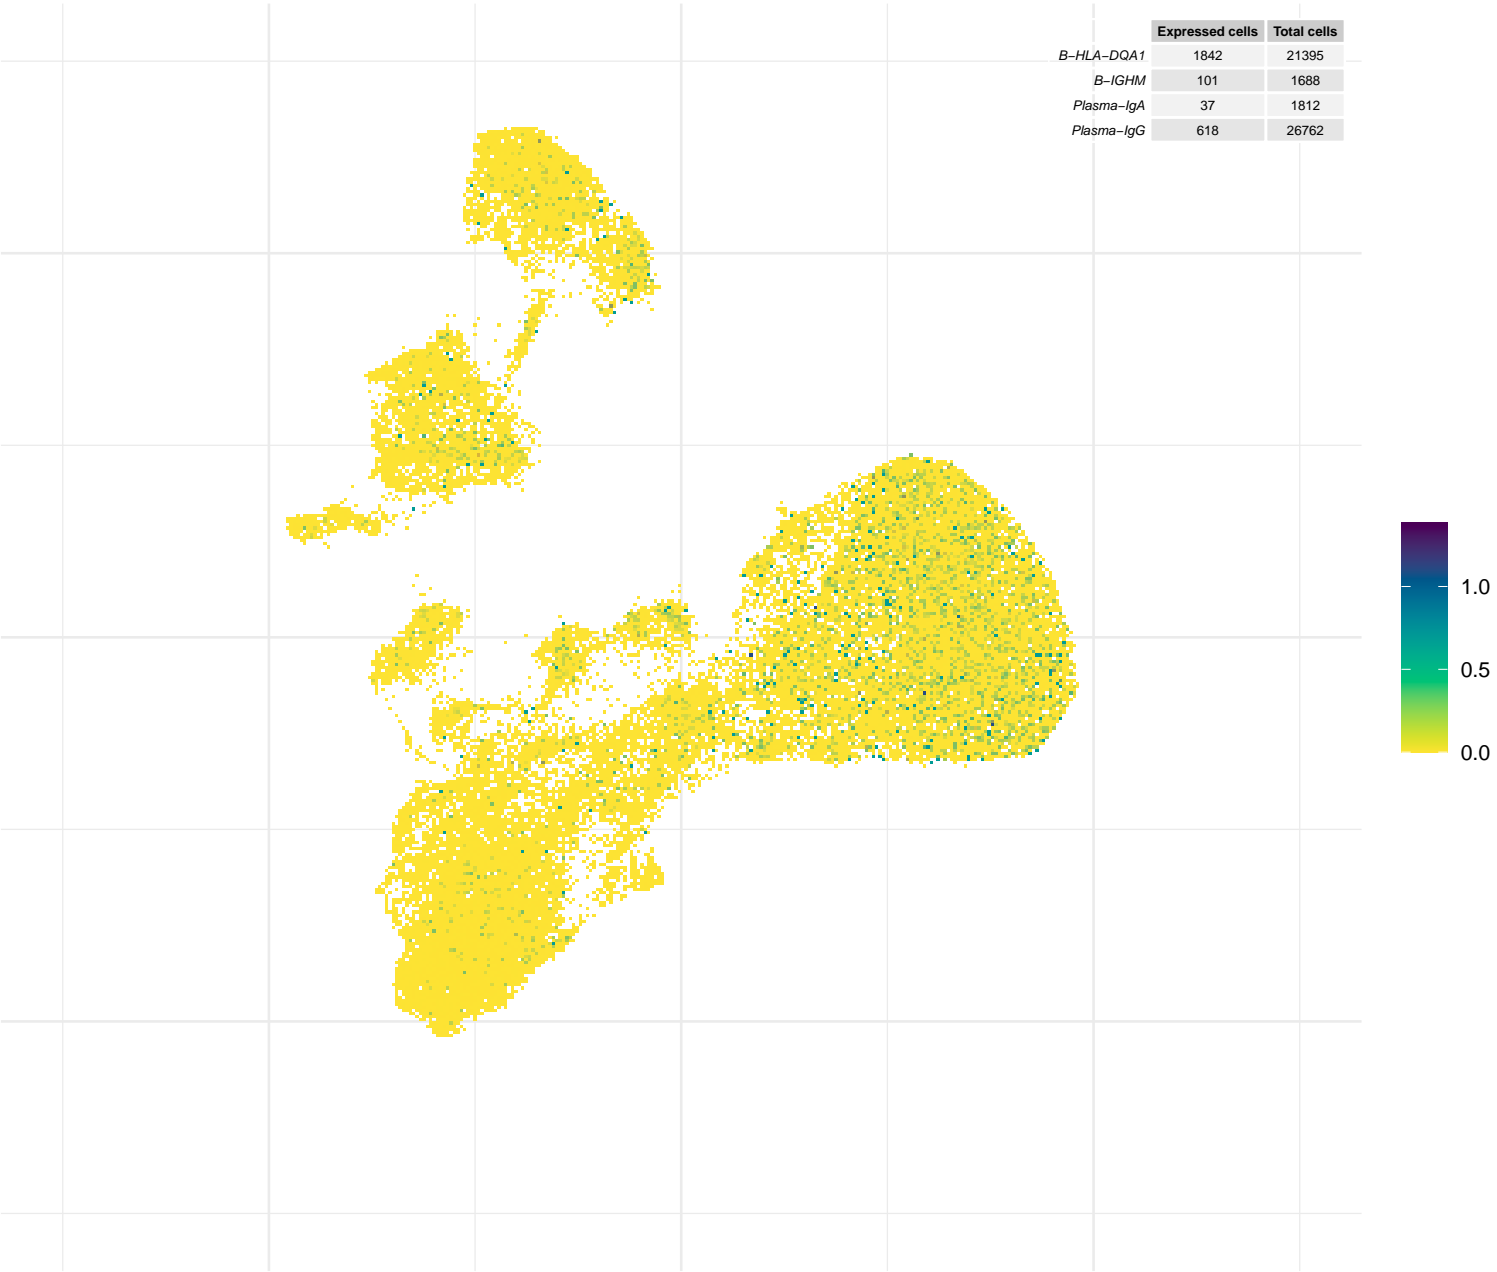 Expressed cells Total cells
B−HLA−DQA1 1842 21395
B−IGHM 101 1688
Plasma−IgA 37 1812
Plasma−IgG 618 26762
1.0
0.5
0.0